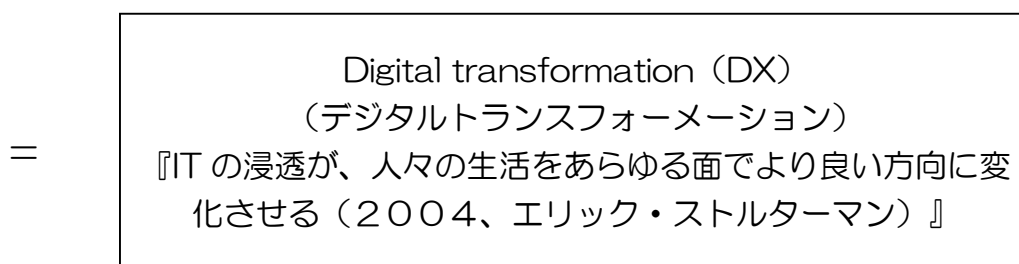 Digital transformation（DX）
（デジタルトランスフォーメーション）
＝
『IT の浸透が、人々の生活をあらゆる面でより良い方向に変
化させる（２００４、エリック・ストルターマン）』